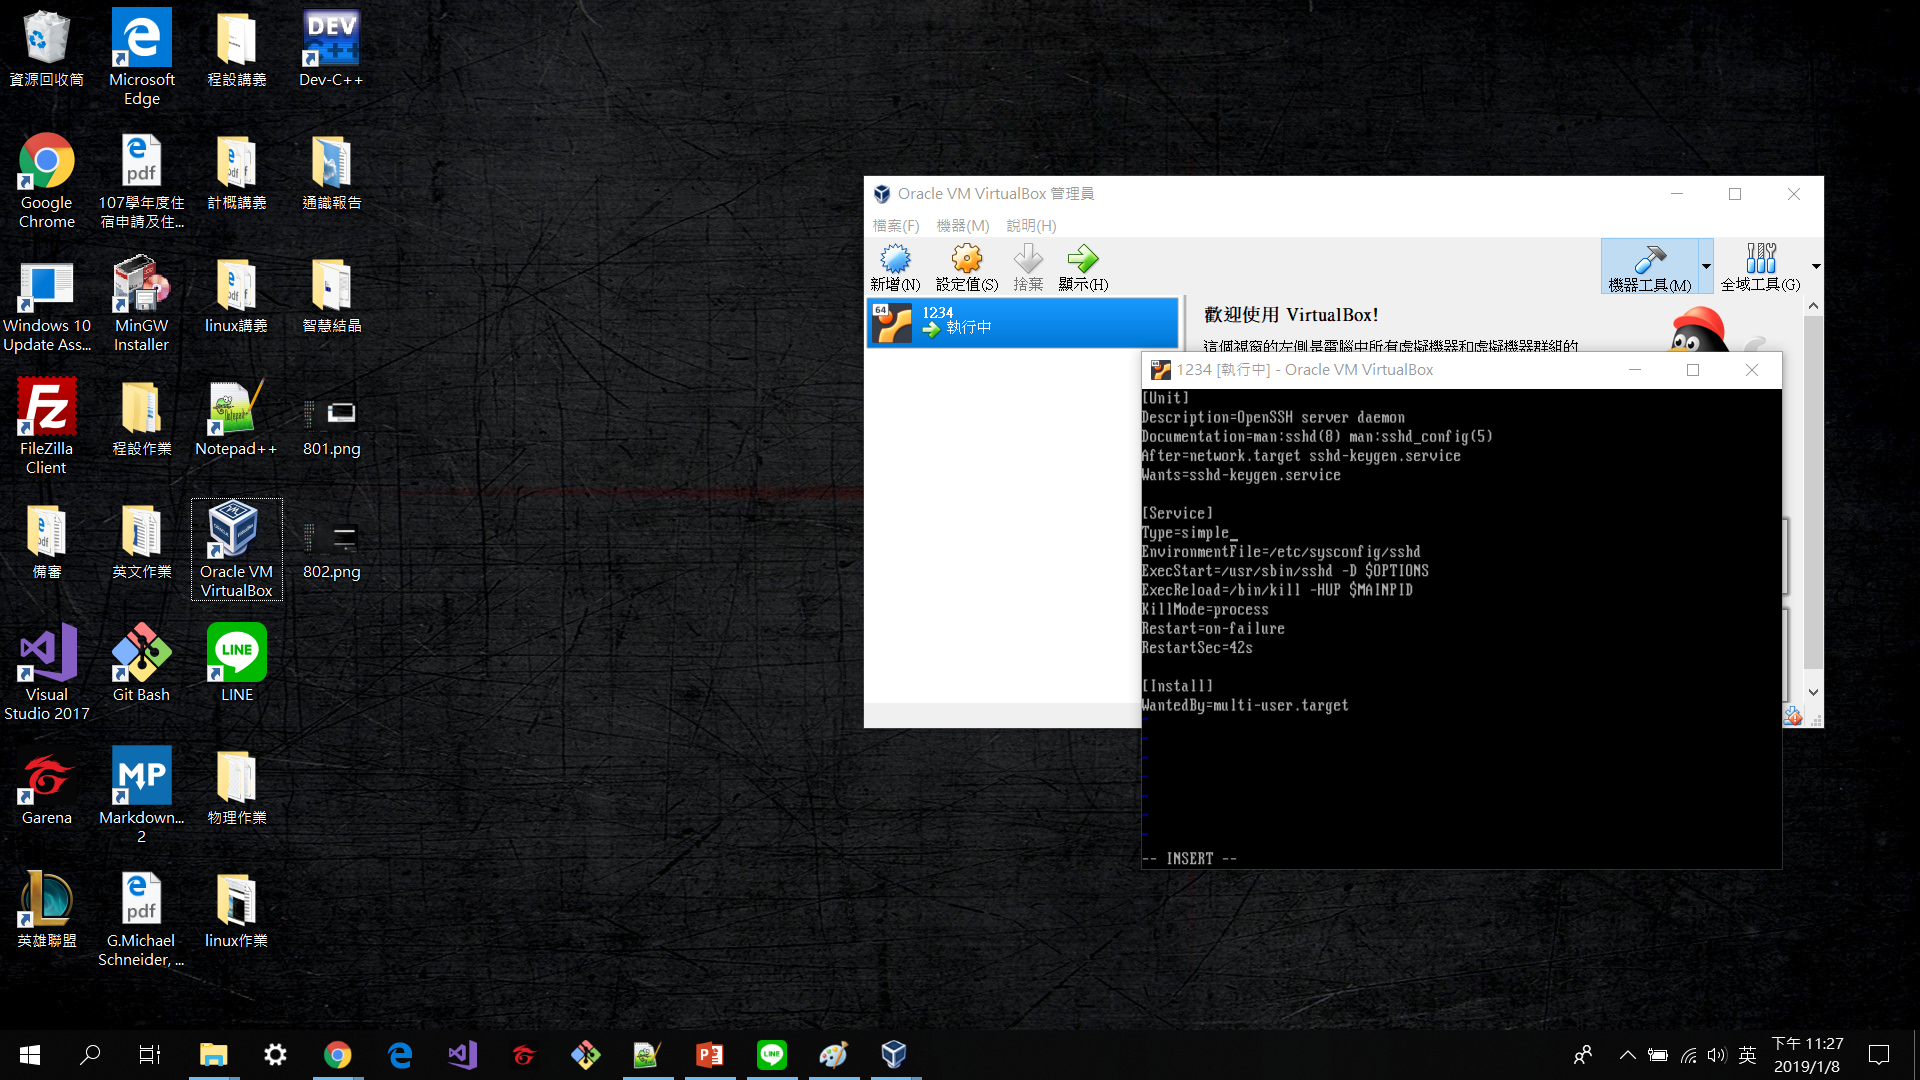 資源回收筒
Microsoft
Edge
程設講義
DEV
C++
Dev-C++
Google
Chrome
pdf
107學年度住
宿申請及住...
計概講義
通識報告
Windows 10
Update Ass...
MinGW
Installer
linux講義
智慧結晶
FileZilla
Client
程設作業
Notepad++
801.png
備審
英文作業
Oracle VM
VirtualBox
802.png
Visual
Studio 2017
Git Bash
LINE
LINE
Garena
Markdown...
2
物理作業
英雄聯盟
pdf
G.Michael
Schneider, ...
linux作業
Oracle VM VirtualBox 管理員
檔案(F) 機器(M) 說明(H)
新增(N) 設定值(S) 捨棄 顯示(H)
機器工具(M) 全域工具(G)
64
1234
執行中
歡迎使用 VirtualBox!
這個視窗的左側是電腦中所有虛擬機器和虛擬機器群組的
1234 [執行中] - Oracle VM VirtualBox
[Unit]
Description=OpenSSH server daemon
Documentation=man:sshd(8) man:sshd_config(5)
After=network.target sshd-keygen.service
Wants=sshd-keygen.service
[Service]
Type=simple_
EnvironmentFile=/etc/sysconfig/sshd
ExecStart=/usr/sbin/sshd -D $OPTIONS
ExecReload=/bin/kill -HUP $MAINPID
KillMode=process
Restart=on-failure
RestartSec=42s
[Install]
WantedBy=multi-user.target
~
~
~
~
~
~
~
-- INSERT --
英
下午 11:27
2019/1/8